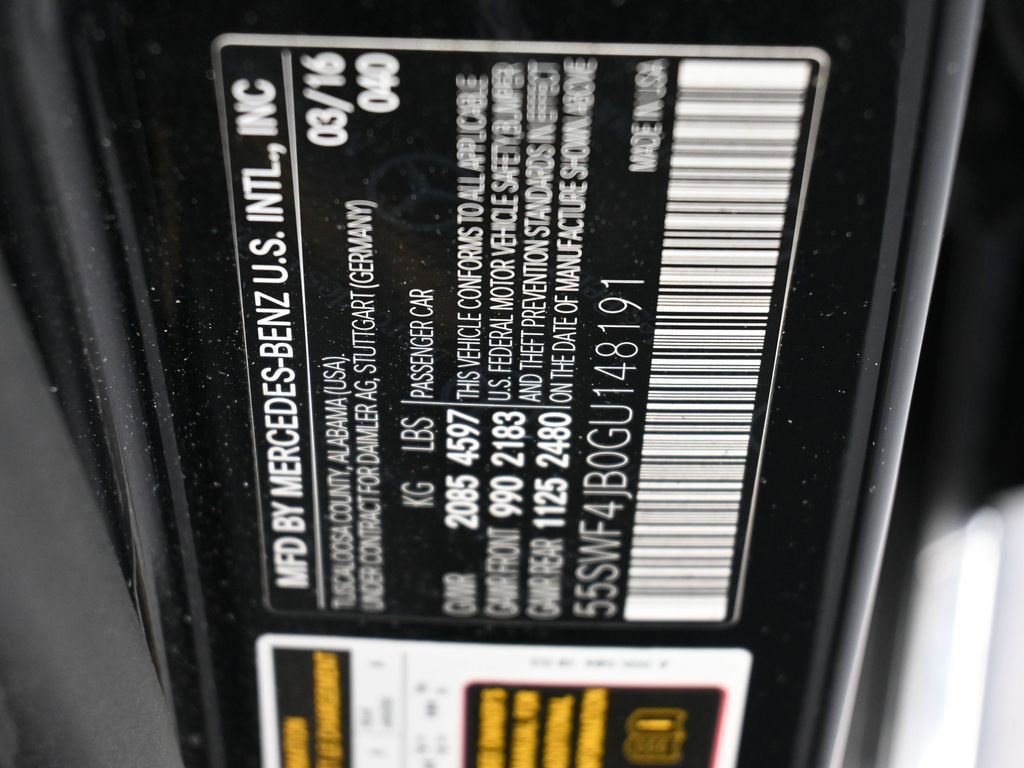 MFD BY MERCEDES-BENZ U.S. INTL., INC
TUSCALOOSA COUNTY, ALABAMA (USA) 03/16
UNDER CONTRACT FOR DAIMLER AG, STUTTGART (GERMANY) 040
KG LBS PASSENGER CAR
GVWR 2085 4597 THIS VEHICLE CONFORMS TO ALL APPLICABLE
GAWR FRONT 990 2183 U.S. FEDERAL MOTOR VEHICLE SAFETY, BUMPER
GAWR REAR 1125 2480 AND THEFT PREVENTION STANDARDS IN EFFECT
ON THE DATE OF MANUFACTURE SHOWN ABOVE
55SWF4JB0GU148191 MADE IN USA